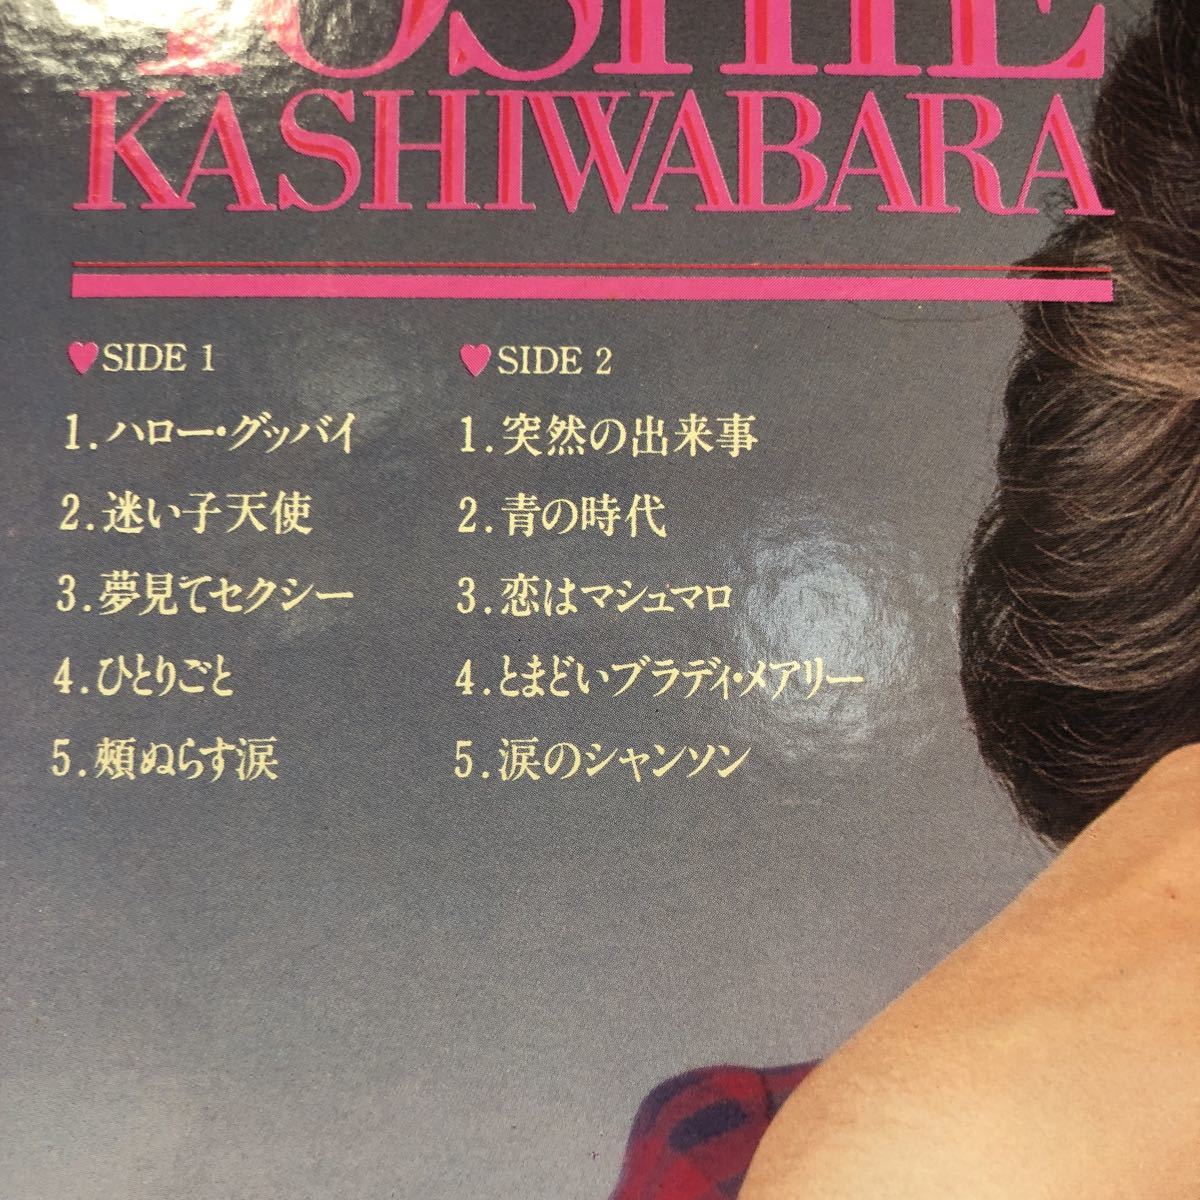 YOSHIE
KASHIWABARA
♥SIDE 1
1.ハロー・グッバイ
2.迷い子天使
3.夢見てセクシー
4.ひとりごと
5.頰ぬらす涙
♥SIDE 2
1.突然の出来事
2.青の時代
3.恋はマシュマロ
4.とまどいブラディ・メアリー
5.涙のシャンソン